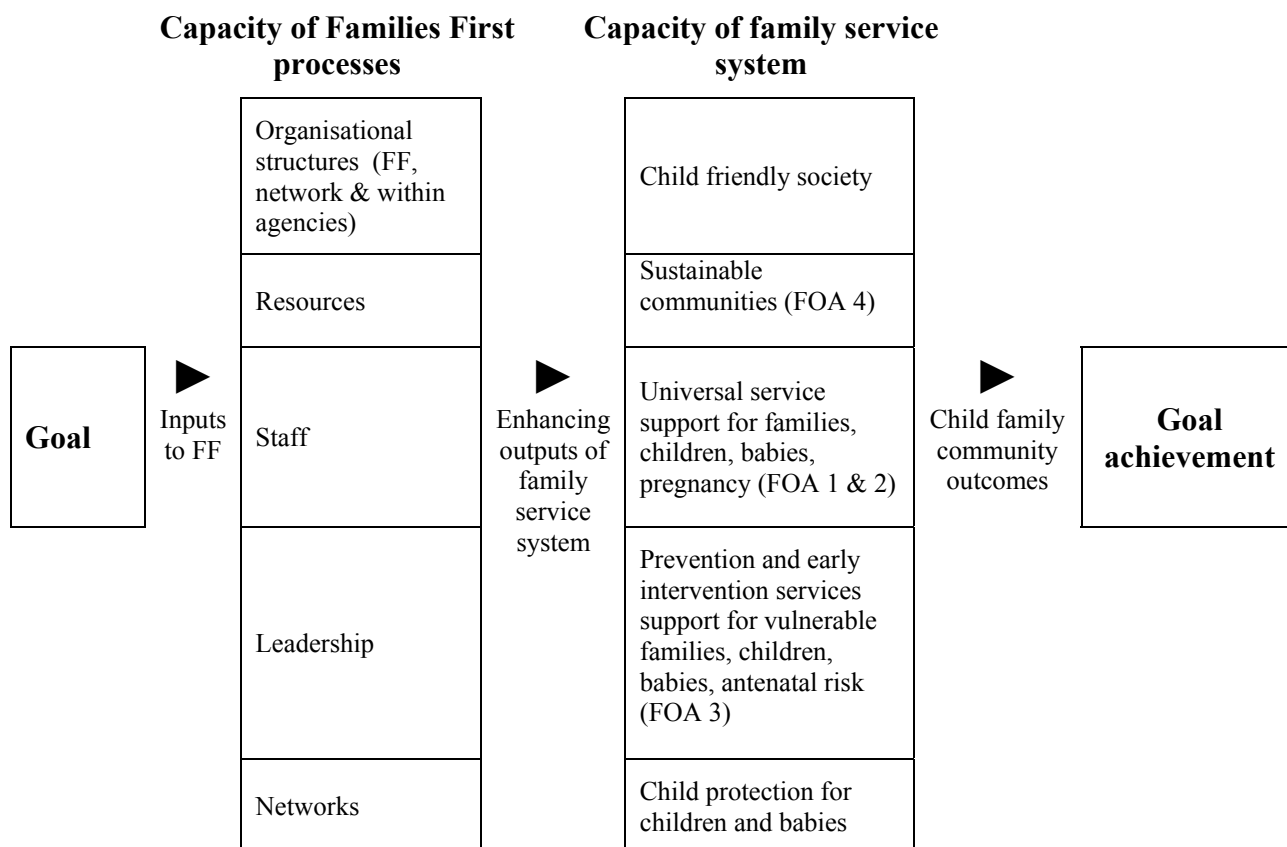 Capacity of Families First
processes
Capacity of family service
system
Organisational
structures (FF,
network & within
agencies)
Resources
Staff
Leadership
Networks
Child friendly society
Sustainable
communities (FOA 4)
Universal service
support for families,
children, babies,
pregnancy (FOA 1 & 2)
Prevention and early
intervention services
support for vulnerable
families, children,
babies, antenatal risk
(FOA 3)
Child protection for
children and babies
Goal
Inputs
to FF
Enhancing
outputs of
family
service
system
Child family
community
outcomes
Goal
achievement